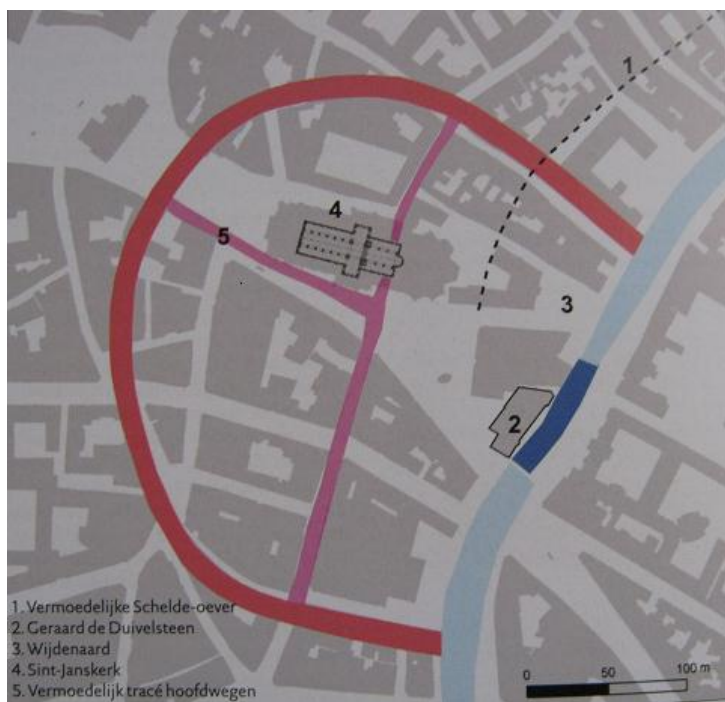 1
4
5
3
2
1. Vermoedelijke Schelde-oever
2. Geraard de Duivelsteen
3. Wijdenaard
4. Sint-Janskerk
5. Vermoedelijk tracé hoofdwegen
0 50 100 m